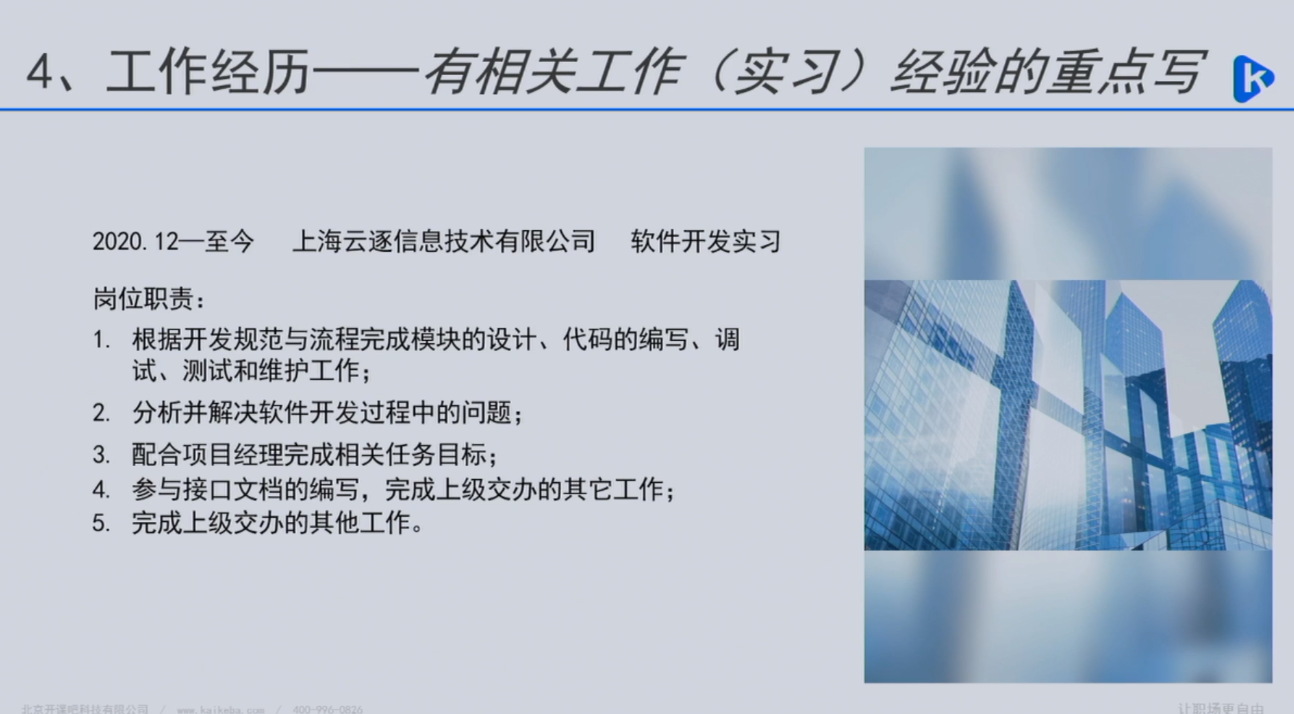 4、工作经历——有相关工作（实习）经验的重点写
2020.12—至今 上海云逐信息技术有限公司 软件开发实习
岗位职责：
1. 根据开发规范与流程完成模块的设计、代码的编写、调
试、测试和维护工作；
2. 分析并解决软件开发过程中的问题；
3. 配合项目经理完成相关任务目标；
4. 参与接口文档的编写，完成上级交办的其它工作；
5. 完成上级交办的其他工作。
北京开课吧科技有限公司 / www.kaikeba.com / 400-996-0826
让职场更自由